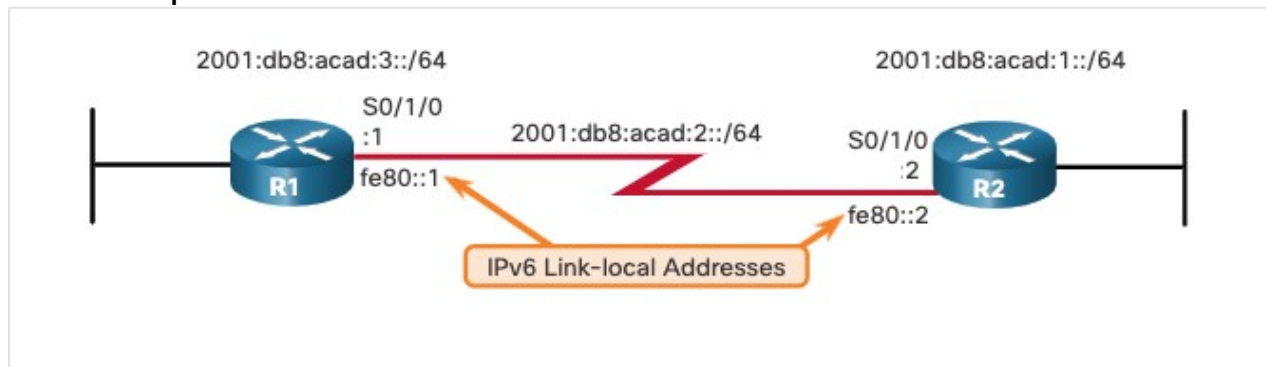 2001:db8:acad:3::/64
2001:db8:acad:1::/64
S0/1/0
:1
2001:db8:acad:2::/64
S0/1/0
:2
R1
fe80::1
R2
fe80::2
IPv6 Link-local Addresses